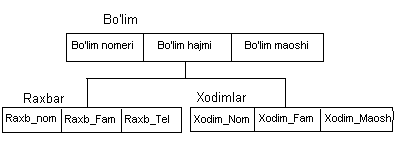 Bo'lim
Bo'lim nomeri Bo'lim hajmi Bo'lim maoshi
Raxbar Xodimlar
Raxb_nom Raxb_Fam Raxb_Tel Xodim_Nom Xodim_Fam Xodim_Maosh